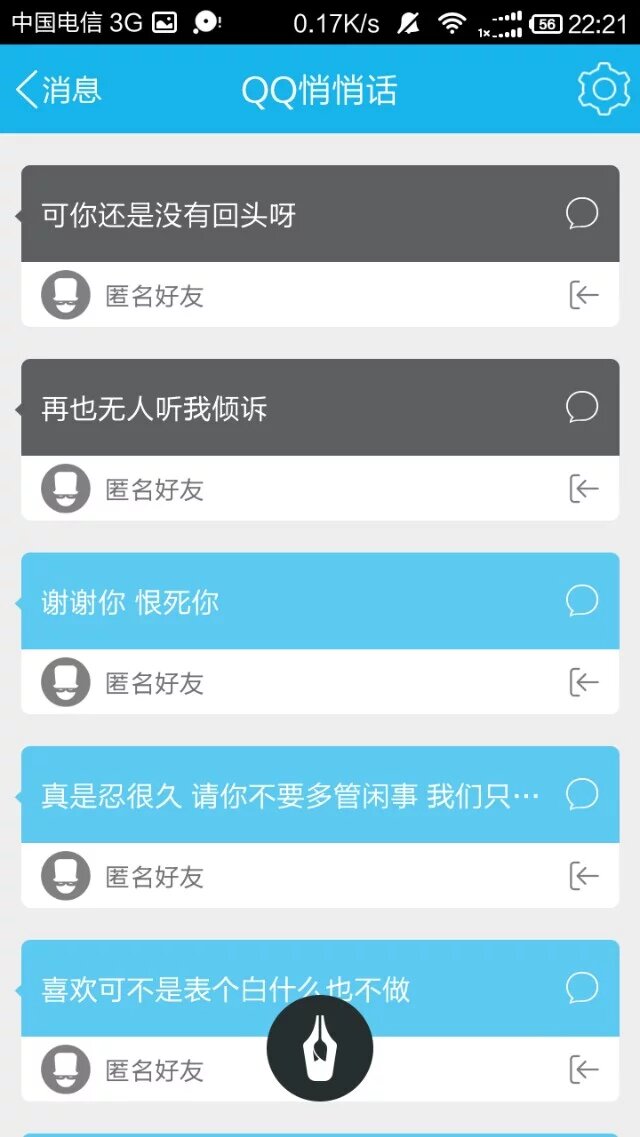 中国电信 3G 0.17K/s 1x 56 22:21
消息 QQ悄悄话
可你还是没有回头呀
匿名好友
再也无人听我倾诉
匿名好友
谢谢你 恨死你
匿名好友
真是忍很久 请你不要多管闲事 我们只…
匿名好友
喜欢可不是表个白什么也不做
匿名好友